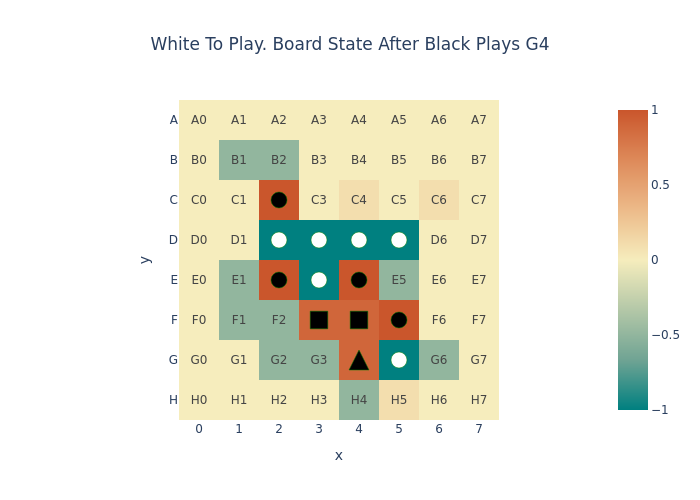 White To Play. Board State After Black Plays G4
A A0 A1 A2 A3 A4 A5 A6 A7
B B0 B1 B2 B3 B4 B5 B6 B7
C C0 C1 C3 C4 C5 C6 C7
D D0 D1 D6 D7
E E0 E1 E5 E6 E7
F F0 F1 F2 F6 F7
G G0 G1 G2 G3 G6 G7
H H0 H1 H2 H3 H4 H5 H6 H7
0 1 2 3 4 5 6 7
x
y
1
0.5
0
−0.5
−1